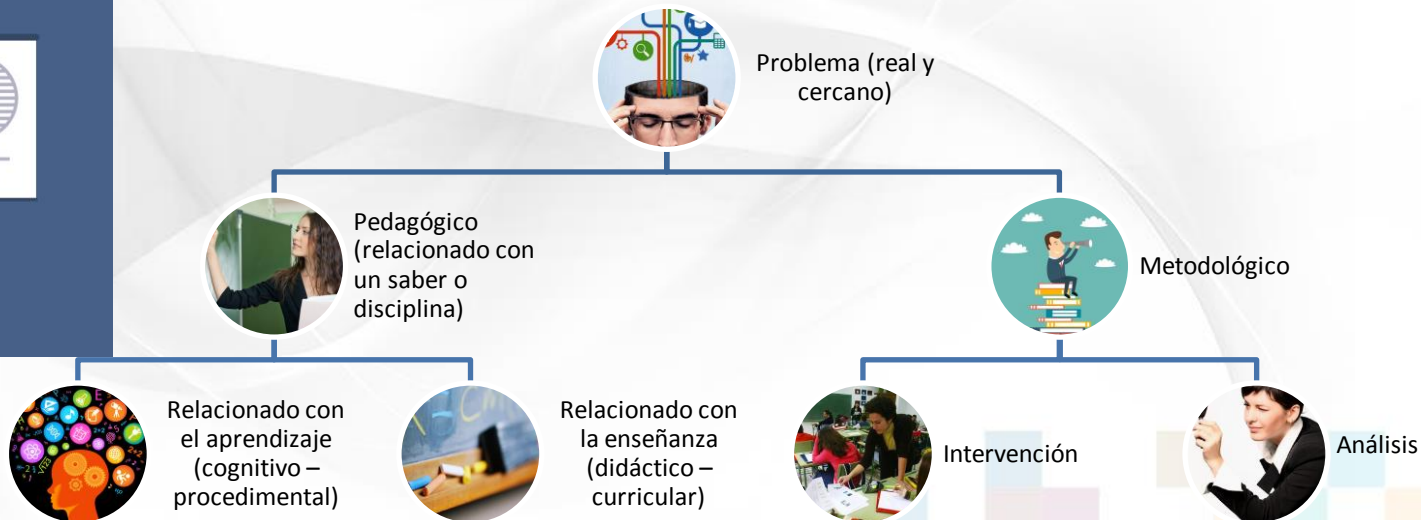 Problema (real y
cercano)
Pedagógico
(relacionado con
un saber o
disciplina)
Metodológico
Relacionado con
el aprendizaje
(cognitivo –
procedimental)
Relacionado con
la enseñanza
(didáctico –
curricular)
Intervención
Análisis